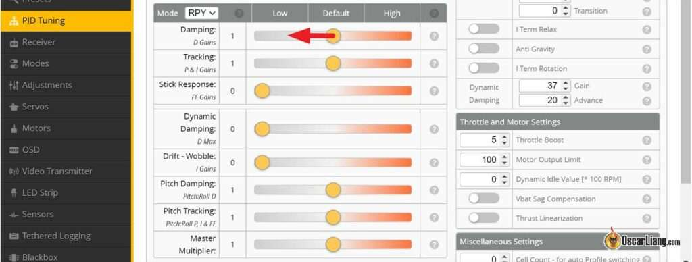 Presets
PID Tuning
Receiver
Modes
Adjustments
Servos
Motors
OSD
Video Transmitter
LED Strip
Sensors
Tethered Logging
Blackbox
Mode RPY Low Default High
Damping: 1
D Gains
Tracking: 1
P & I Gains
Stick Response: 0
FF Gains
Dynamic
Damping: 0
D Max
Drift - Wobble: 0
I Gains
Pitch Damping: 1
Pitch:Roll D
Pitch Tracking: 1
Pitch:Roll P, I & FF
Master
Multiplier: 1
0 Transition
I Term Relax
Anti Gravity
I Term Rotation
Dynamic 37 Gain
Damping 20 Advance
Throttle and Motor Settings
5 Throttle Boost
100 Motor Output Limit
0 Dynamic Idle Value [* 100 RPM]
Vbat Sag Compensation
Thrust Linearization
Miscellaneous Settings
0 Cell Count - for auto Profile switching
OscarLiang.com